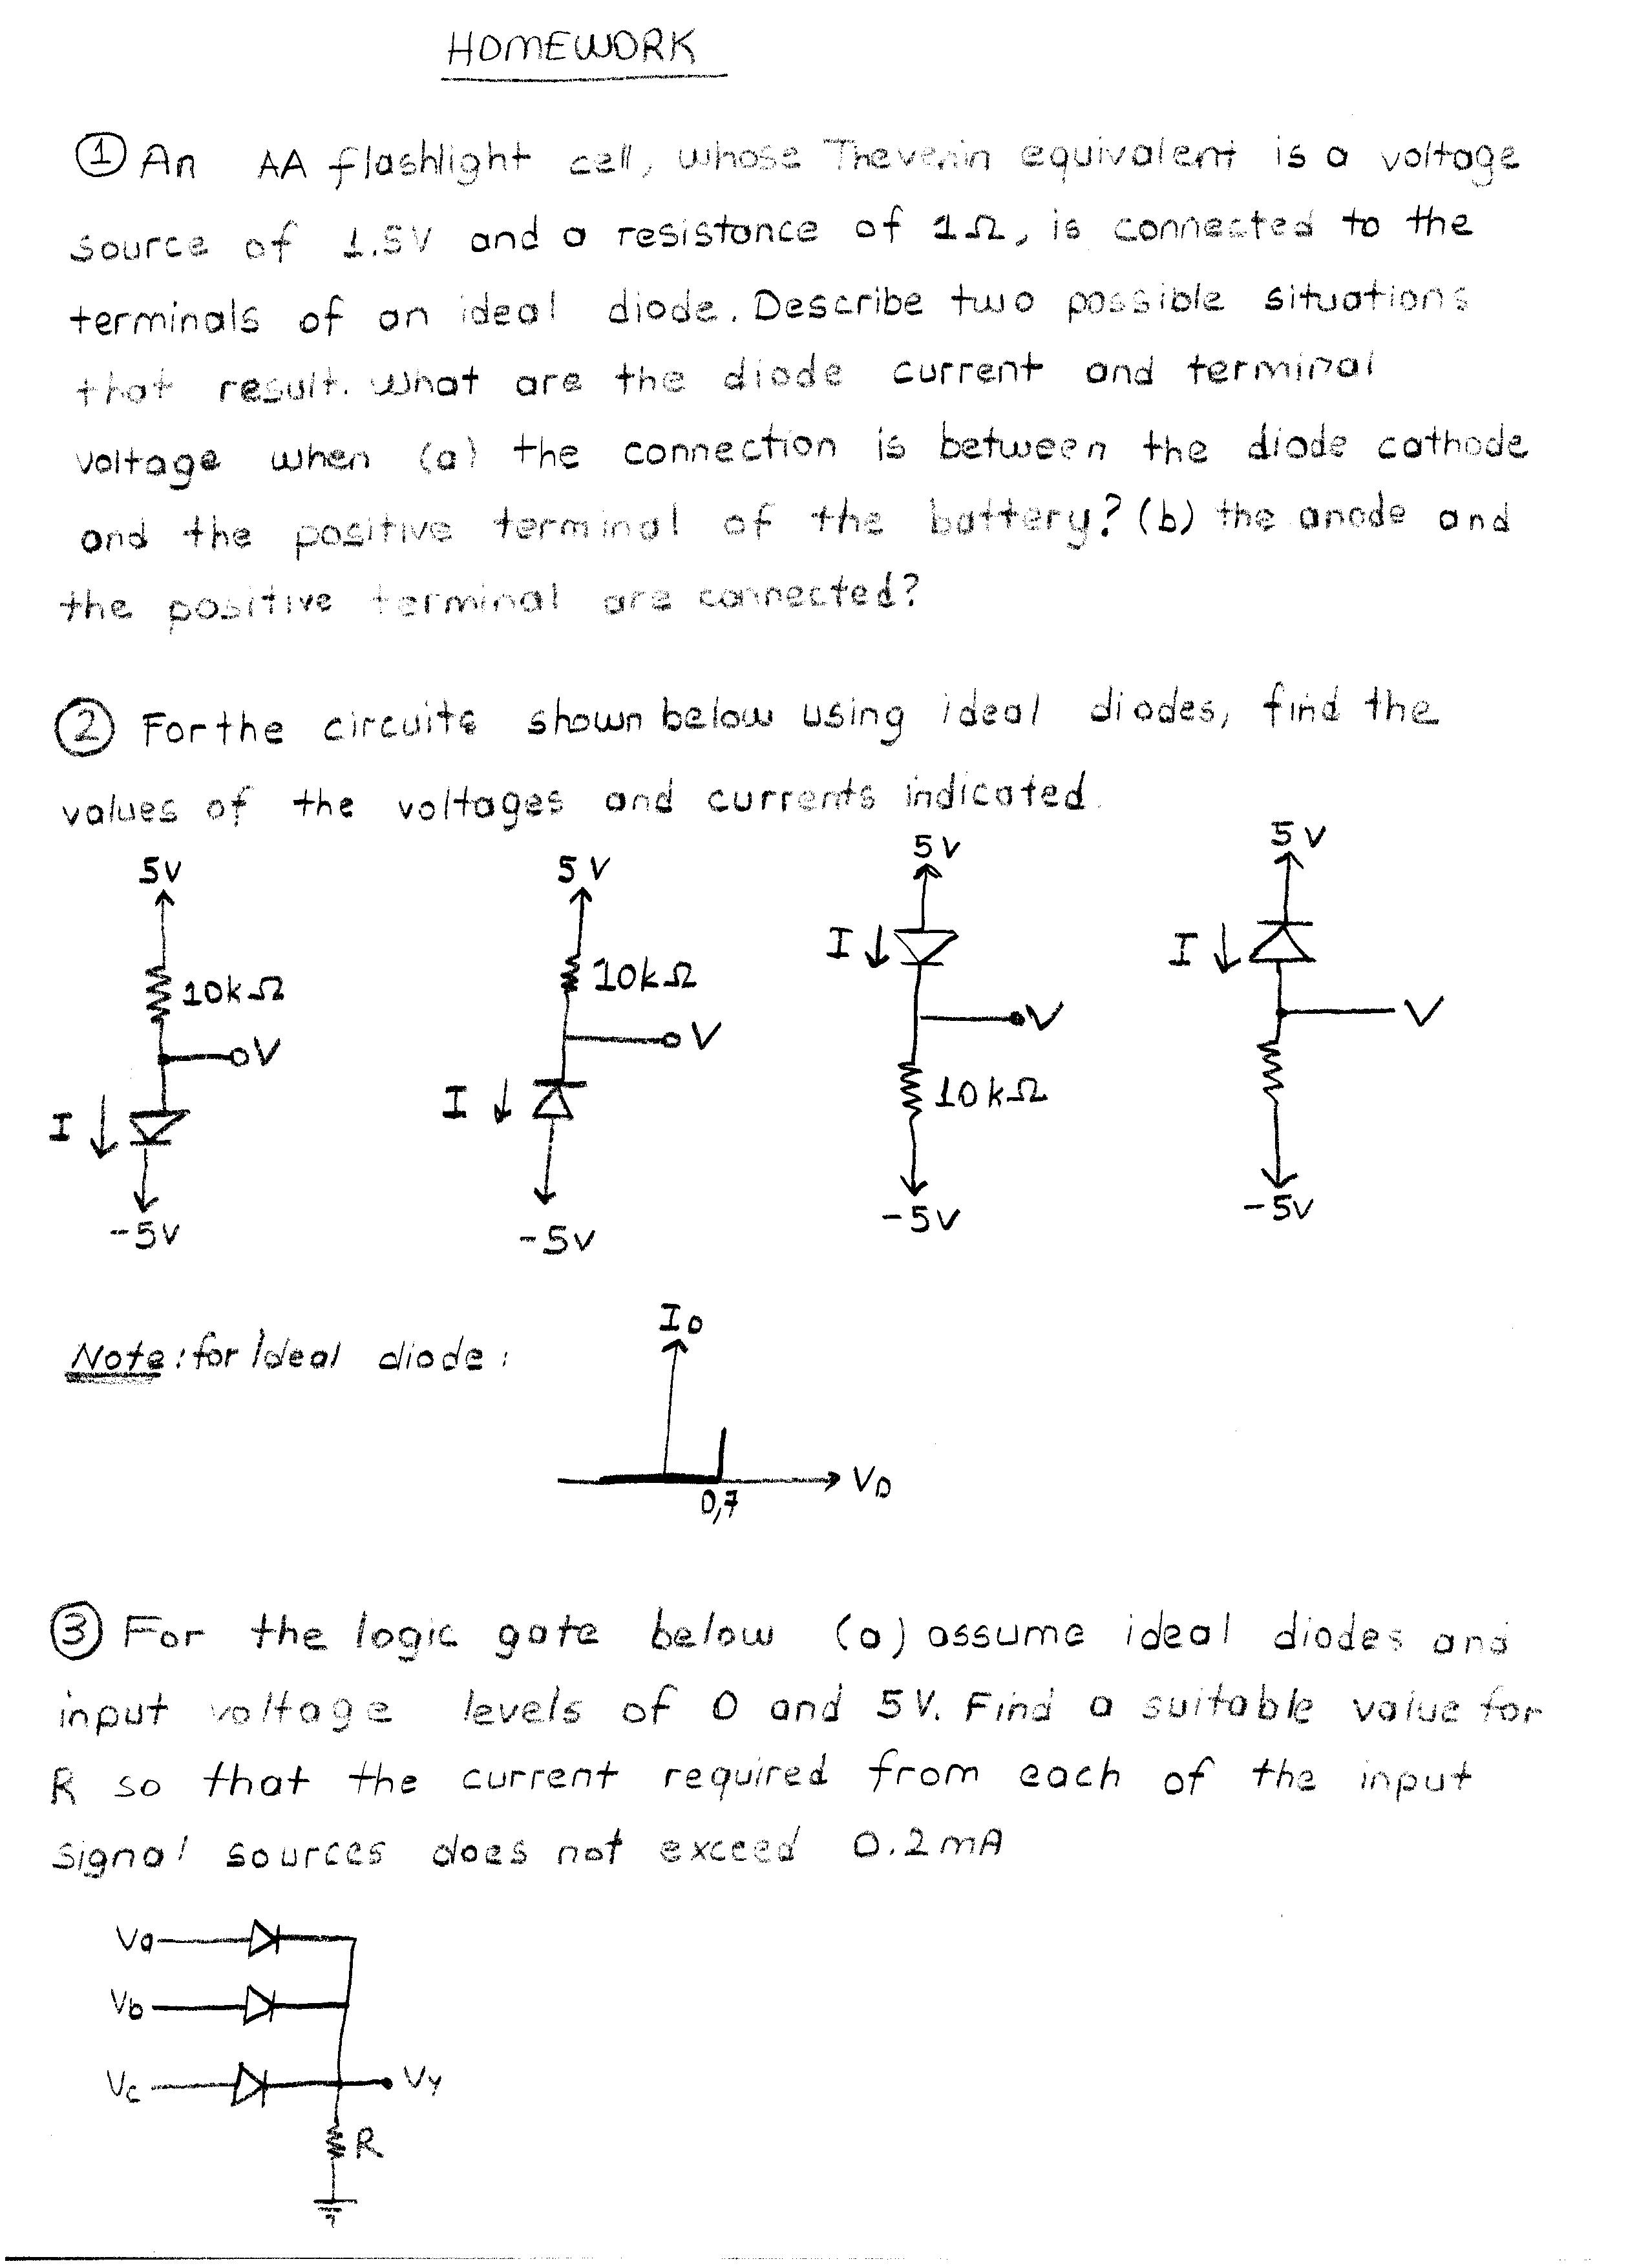 HOMEWORK
① An AA flashlight cell, whose Thevenin equivalent is a voltage
source of 1.5V and a resistance of 1Ω, is connected to the
terminals of an ideal diode. Describe two possible situations
that result. What are the diode current and terminal
voltage when (a) the connection is between the diode cathode
and the positive terminal of the battery? (b) the anode and
the positive terminal are connected?
② For the circuits shown below using ideal diodes, find the
values of the voltages and currents indicated.
5V 5V 5V 5V
I I
10kΩ 10kΩ
V V V V
I I 10kΩ
-5V -5V -5V -5V
Note: for Ideal diode:
ID
VD
0,7
③ For the logic gate below (a) assume ideal diodes and
input voltage levels of 0 and 5V. Find a suitable value for
R so that the current required from each of the input
signal sources does not exceed 0.2mA
Va
Vb
Vc Vy
R